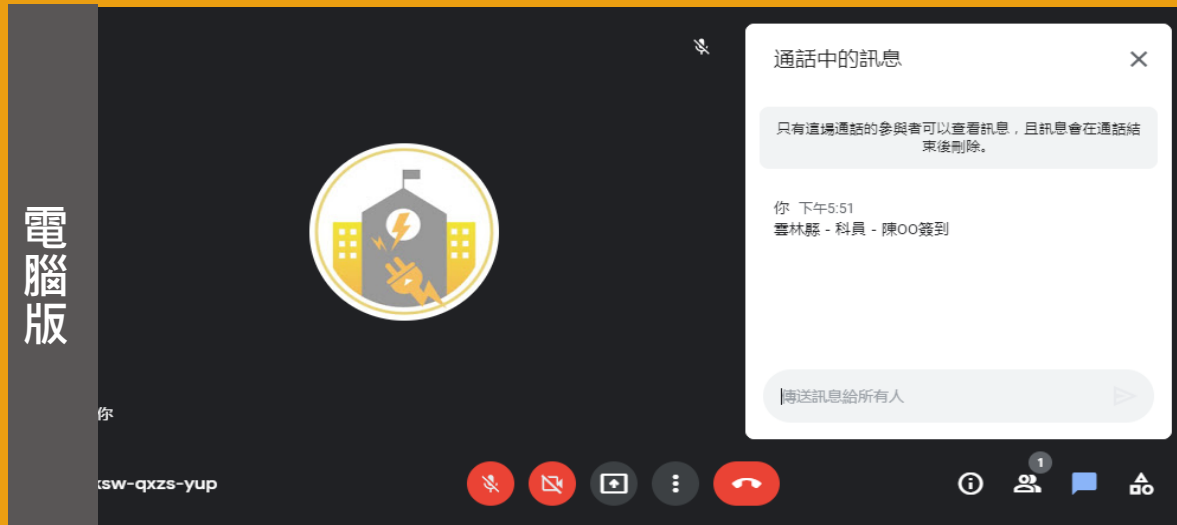 電腦版
通話中的訊息
只有這場通話的參與者可以查看訊息，且訊息會在通話結
束後刪除。
你 下午5:51
雲林縣 - 科員 - 陳OO簽到
傳送訊息給所有人
你
sw-qxzs-yup
1